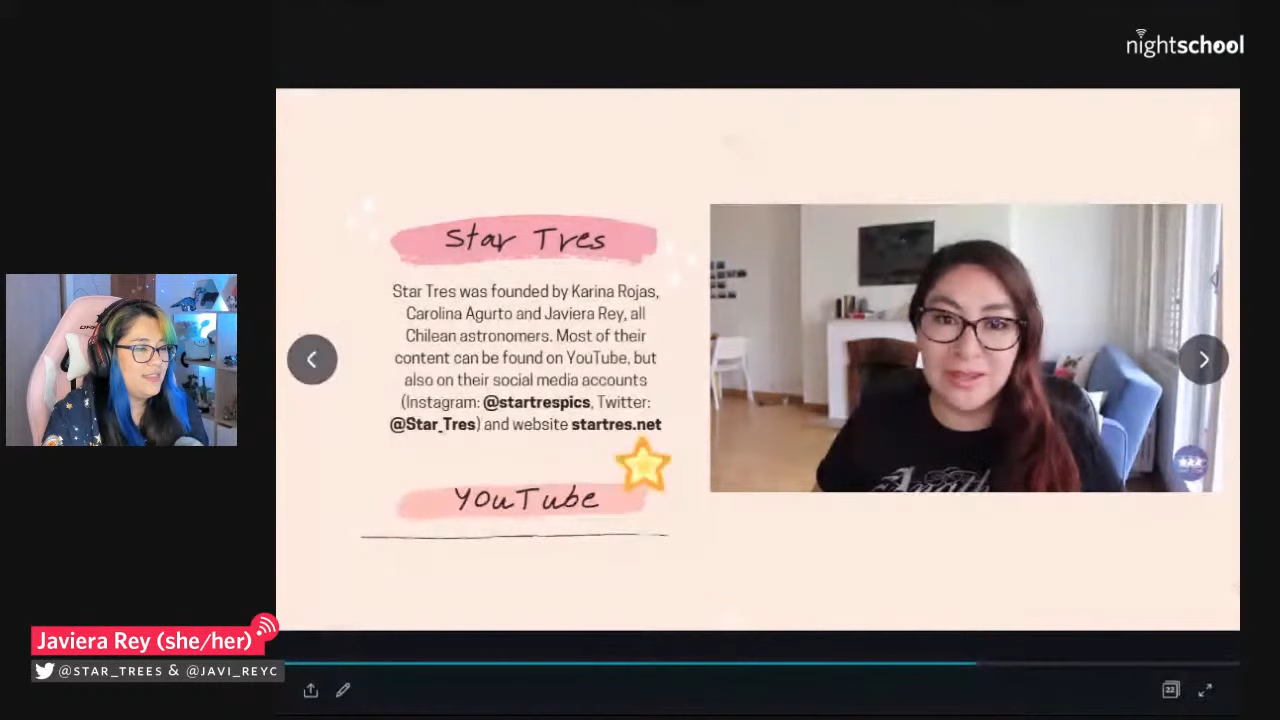 nightschool
Star Tres
Star Tres was founded by Karina Rojas,
Carolina Agurto and Javiera Rey, all
Chilean astronomers. Most of their
content can be found on YouTube, but
also on their social media accounts
(Instagram: @startrespics, Twitter:
@Star_Tres) and website startres.net
YouTube
Javiera Rey (she/her)
@STAR_TREES & @JAVI_REYC
22